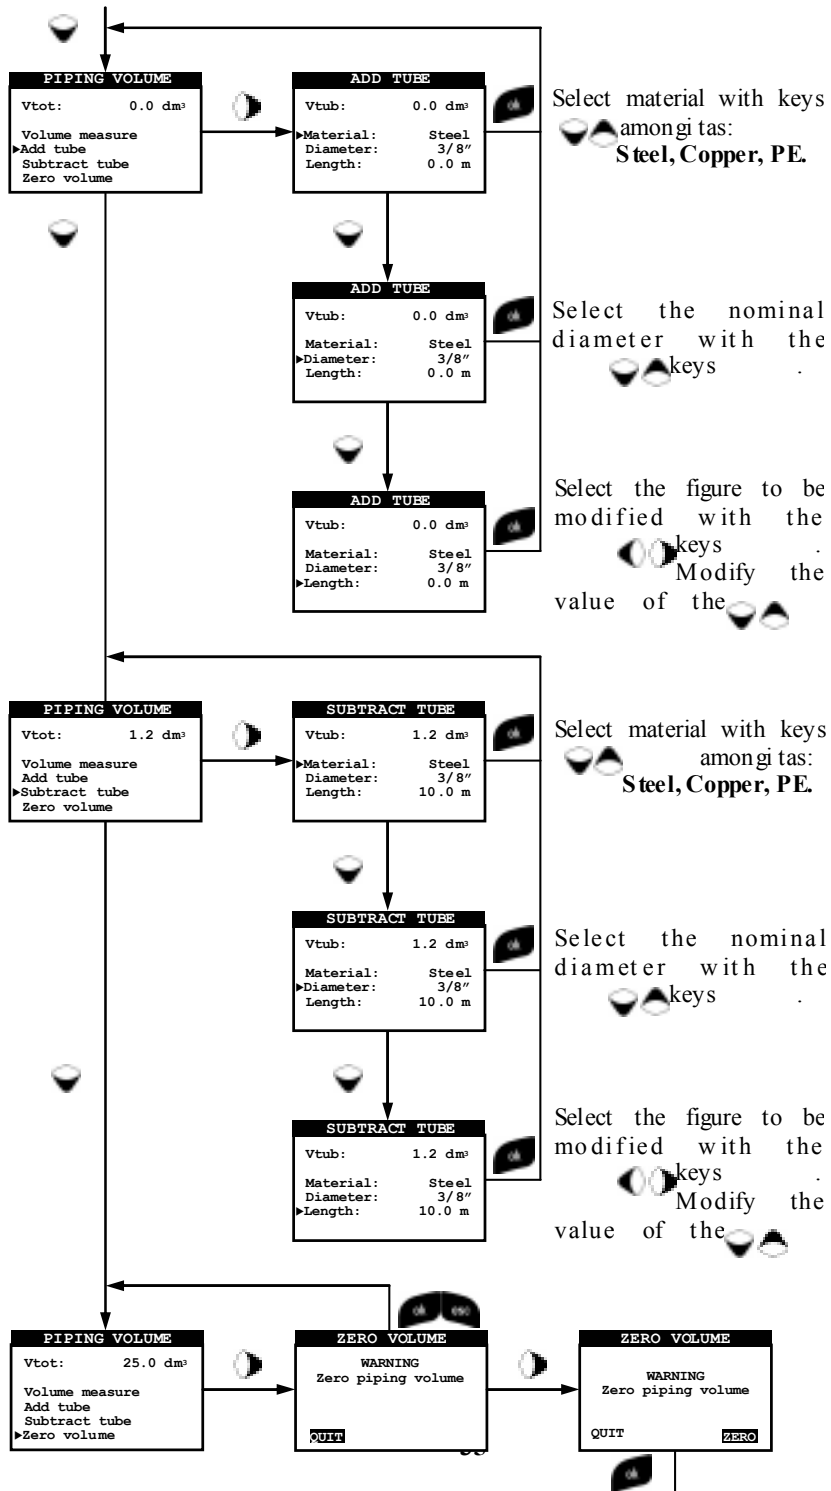 PIPING VOLUME
Vtot: 0.0 dm³
Volume measure
▶Add tube
Subtract tube
Zero volume
ADD TUBE
Vtub: 0.0 dm³
▶Material: Steel
Diameter: 3/8″
Length: 0.0 m
ok
Select material with keys
amongi tas:
Steel, Copper, PE.
ADD TUBE
Vtub: 0.0 dm³
Material: Steel
▶Diameter: 3/8″
Length: 0.0 m
ok
Select the nominal
diameter with the
keys .
ADD TUBE
Vtub: 0.0 dm³
Material: Steel
Diameter: 3/8″
▶Length: 0.0 m
ok
Select the figure to be
modified with the
keys .
Modify the
value of the
PIPING VOLUME
Vtot: 1.2 dm³
Volume measure
Add tube
▶Subtract tube
Zero volume
SUBTRACT TUBE
Vtub: 1.2 dm³
▶Material: Steel
Diameter: 3/8″
Length: 10.0 m
ok
Select material with keys
amongi tas:
Steel, Copper, PE.
SUBTRACT TUBE
Vtub: 1.2 dm³
Material: Steel
▶Diameter: 3/8″
Length: 10.0 m
ok
Select the nominal
diameter with the
keys .
SUBTRACT TUBE
Vtub: 1.2 dm³
Material: Steel
Diameter: 3/8″
▶Length: 10.0 m
ok
Select the figure to be
modified with the
keys .
Modify the
value of the
ok esc
PIPING VOLUME
Vtot: 25.0 dm³
Volume measure
Add tube
Subtract tube
▶Zero volume
ZERO VOLUME
WARNING
Zero piping volume
QUIT
ZERO VOLUME
WARNING
Zero piping volume
QUIT ZERO
ok